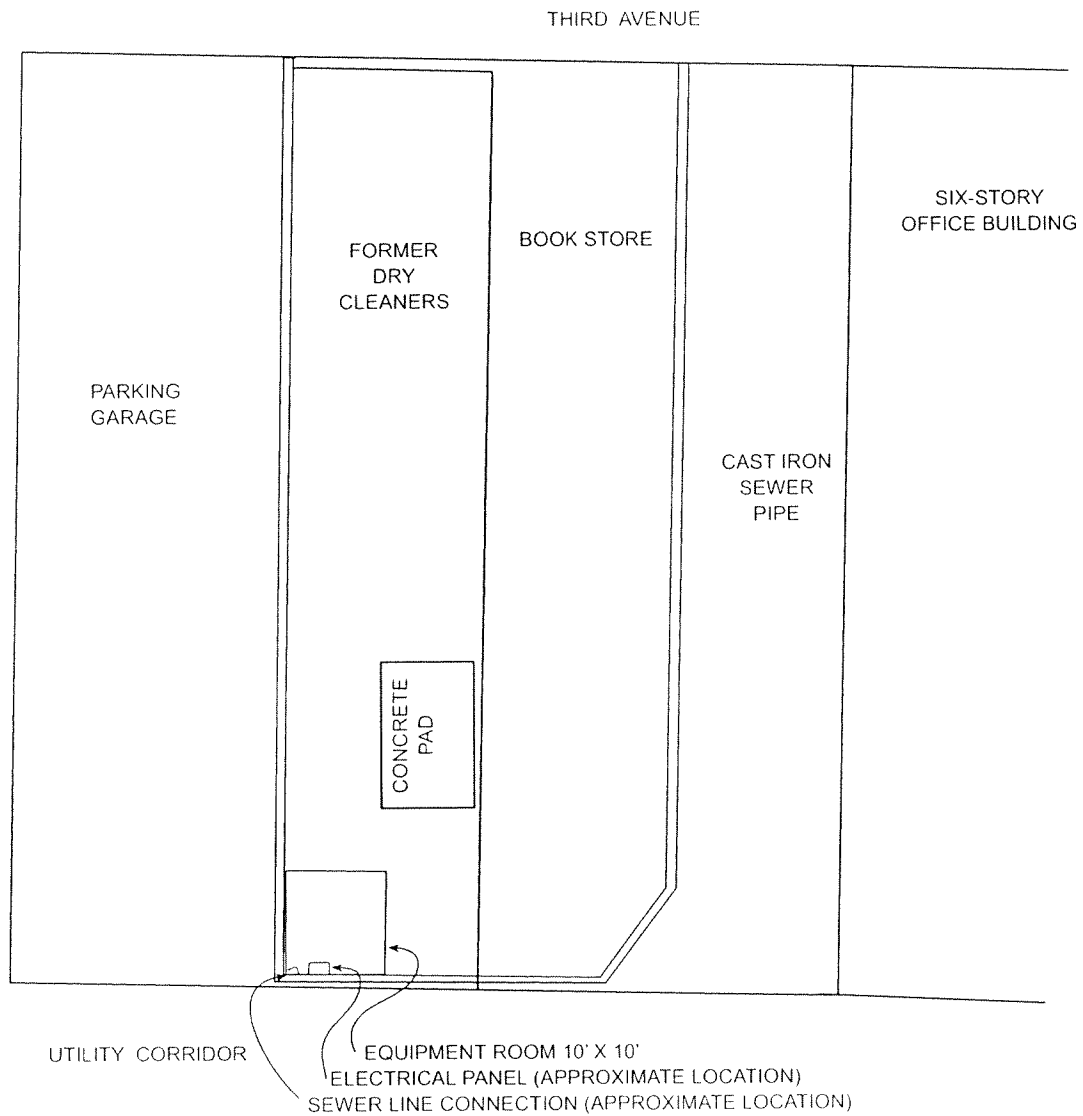 THIRD AVENUE
SIX-STORY
OFFICE BUILDING
BOOK STORE
FORMER
DRY
CLEANERS
PARKING
GARAGE
CAST IRON
SEWER
PIPE
CONCRETE
PAD
UTILITY CORRIDOR
EQUIPMENT ROOM 10' X 10'
ELECTRICAL PANEL (APPROXIMATE LOCATION)
SEWER LINE CONNECTION (APPROXIMATE LOCATION)